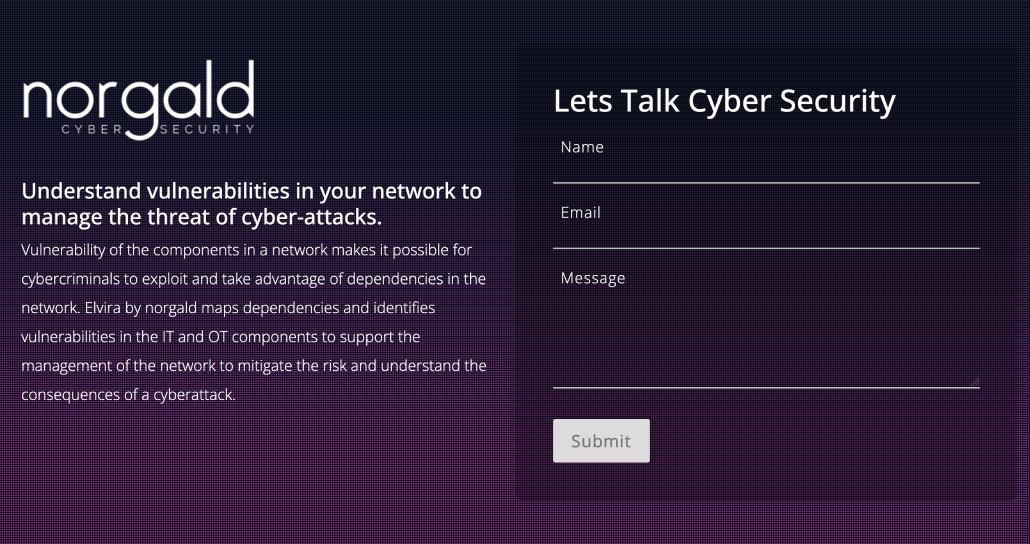 norgald
CYBER SECURITY
Understand vulnerabilities in your network to
manage the threat of cyber-attacks.
Vulnerability of the components in a network makes it possible for
cybercriminals to exploit and take advantage of dependencies in the
network. Elvira by norgald maps dependencies and identifies
vulnerabilities in the IT and OT components to support the
management of the network to mitigate the risk and understand the
consequences of a cyberattack.
Lets Talk Cyber Security
Name
Email
Message
Submit